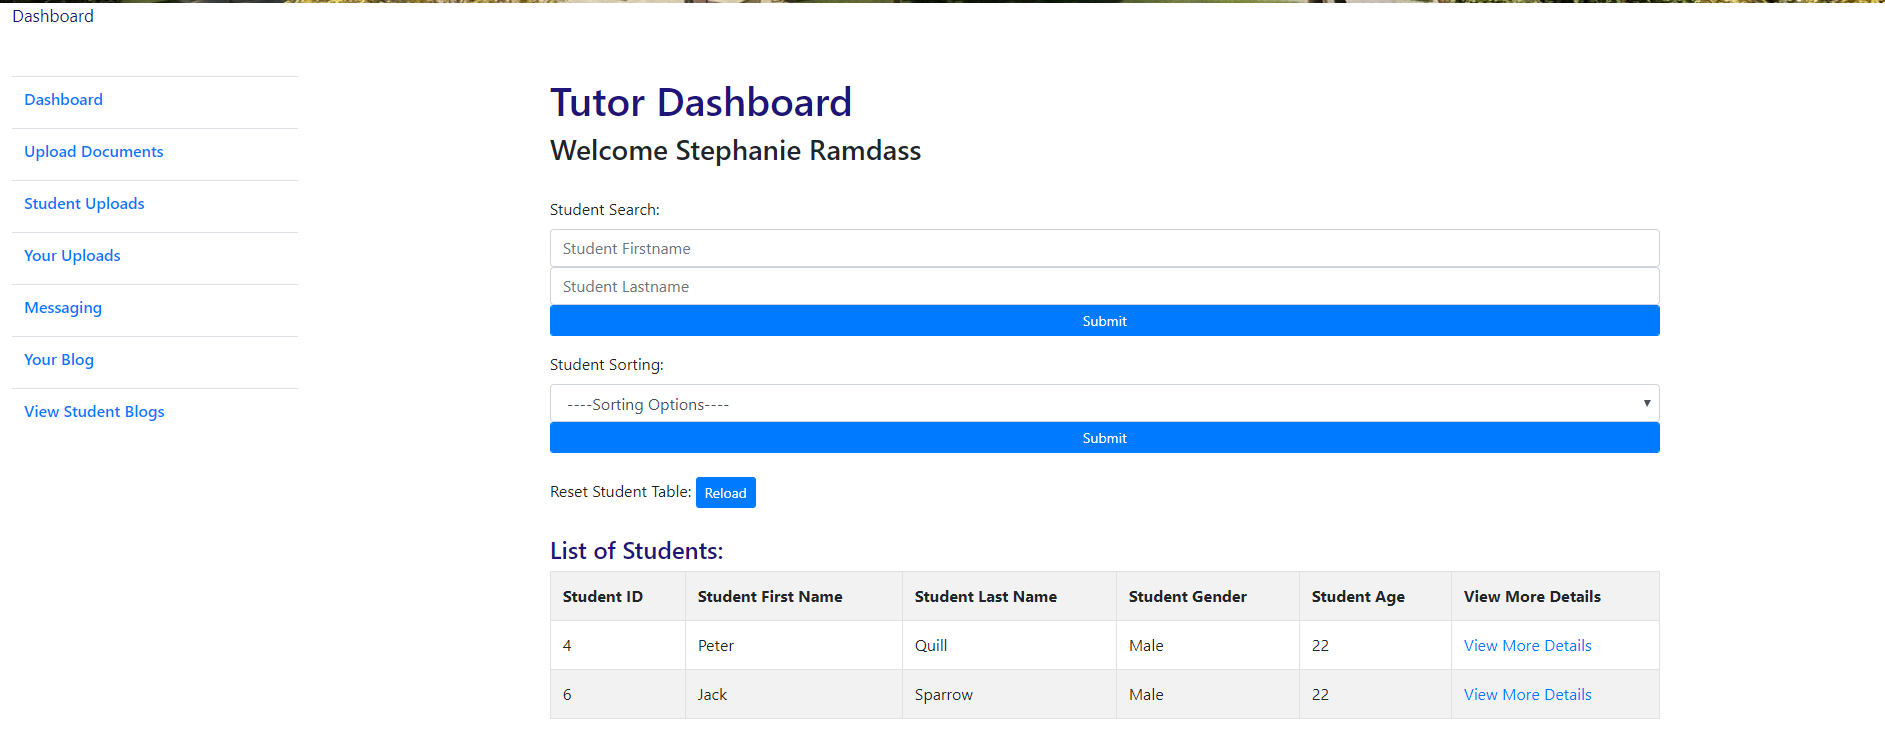 Dashboard
Dashboard
Upload Documents
Student Uploads
Your Uploads
Messaging
Your Blog
View Student Blogs
Tutor Dashboard
Welcome Stephanie Ramdass
Student Search:
Student Firstname
Student Lastname
Submit
Student Sorting:
----Sorting Options----
Submit
Reset Student Table: Reload
List of Students:
Student ID Student First Name Student Last Name Student Gender Student Age View More Details
4 Peter Quill Male 22 View More Details
6 Jack Sparrow Male 22 View More Details